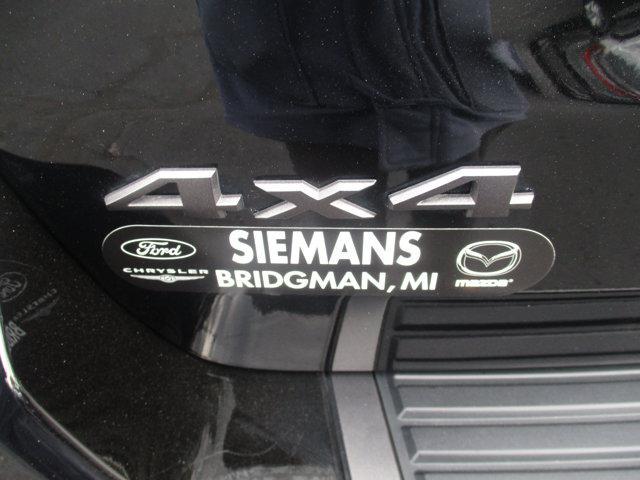 4x4
Ford
SIEMANS
CHRYSLER
BRIDGMAN, MI
mazda